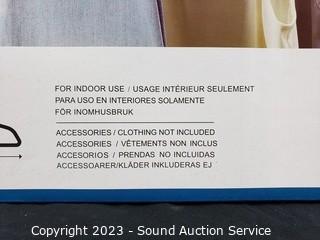 FOR INDOOR USE / USAGE INTÉRIEUR SEULEMENT
PARA USO EN INTERIORES SOLAMENTE
FÖR INOMHUSBRUK
ACCESSORIES / CLOTHING NOT INCLUDED
ACCESSOIRES / VÊTEMENTS NON INCLUS
ACCESORIOS / PRENDAS NO INCLUIDAS
ACCESSOARER/KLÄDER INKLUDERAS EJ
Copyright 2023 - Sound Auction Service